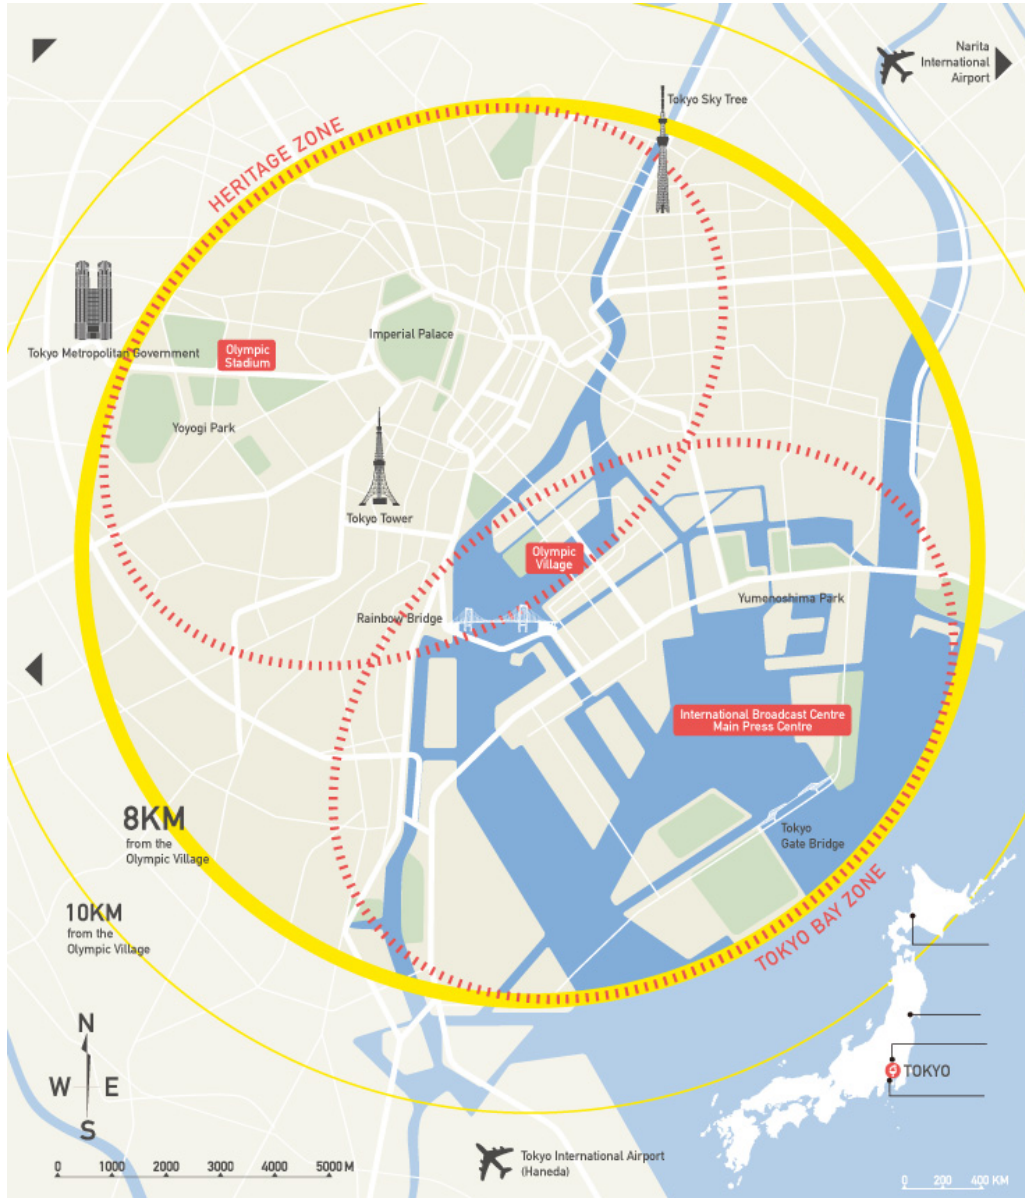 Narita
International
Airport
Tokyo Sky Tree
HERITAGE ZONE
Imperial Palace
Tokyo Metropolitan Government
Olympic
Stadium
Yoyogi Park
Tokyo Tower
Olympic
Village
Rainbow Bridge
Yumenoshima Park
International Broadcast Centre
Main Press Centre
8KM
from the
Olympic Village
Tokyo
Gate Bridge
TOKYO BAY ZONE
10KM
from the
Olympic Village
N
W E
S
TOKYO
Tokyo International Airport
(Haneda)
0 1000 2000 3000 4000 5000 M
0 200 400 KM